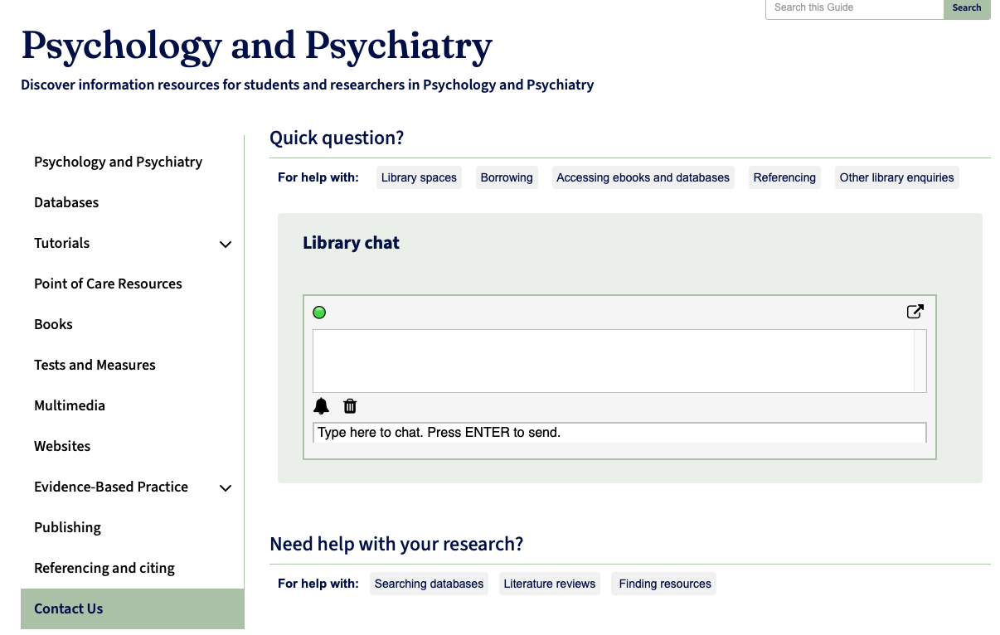 Search this Guide
Search
Psychology and Psychiatry
Discover information resources for students and researchers in Psychology and Psychiatry
Psychology and Psychiatry
Databases
Tutorials
Point of Care Resources
Books
Tests and Measures
Multimedia
Websites
Evidence-Based Practice
Publishing
Referencing and citing
Contact Us
Quick question?
For help with: Library spaces Borrowing Accessing ebooks and databases Referencing Other library enquiries
Library chat
Type here to chat. Press ENTER to send.
Need help with your research?
For help with: Searching databases Literature reviews Finding resources